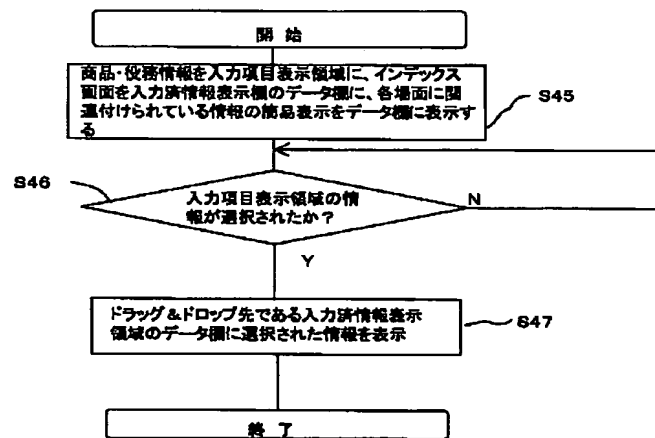 開 始
商品・役務情報を入力項目表示領域に、インデックス
画面を入力済情報表示欄のデータ欄に、各場面に関
連付けられている情報の簡品表示をデータ欄に表示す
る
S45
S46
入力項目表示領域の情
報が選択されたか？
N
Y
ドラッグ＆ドロップ先である入力済情報表示
領域のデータ欄に選択された情報を表示
S47
終 了